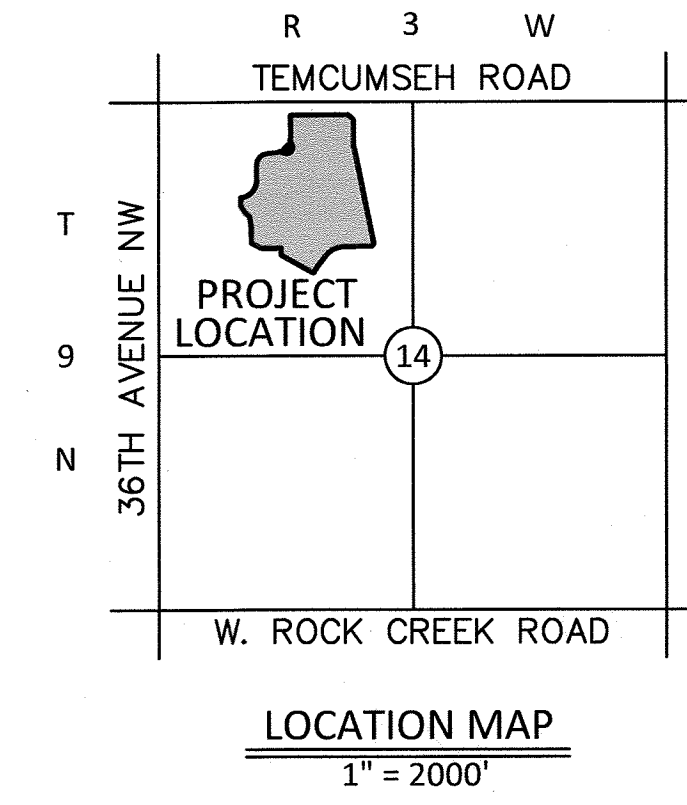 R 3 W
TEMCUMSEH ROAD
T
9
N
36TH AVENUE NW
PROJECT
LOCATION
14
W. ROCK CREEK ROAD
LOCATION MAP
1" = 2000'